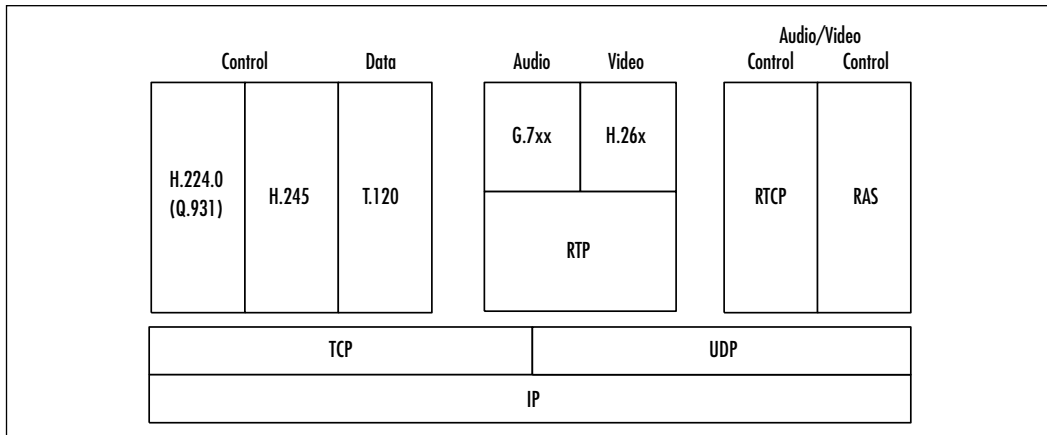 Audio/Video
Control Data Audio Video Control Control
G.7xx H.26x
H.224.0
(Q.931)
H.245 T.120 RTCP RAS
RTP
TCP UDP
IP